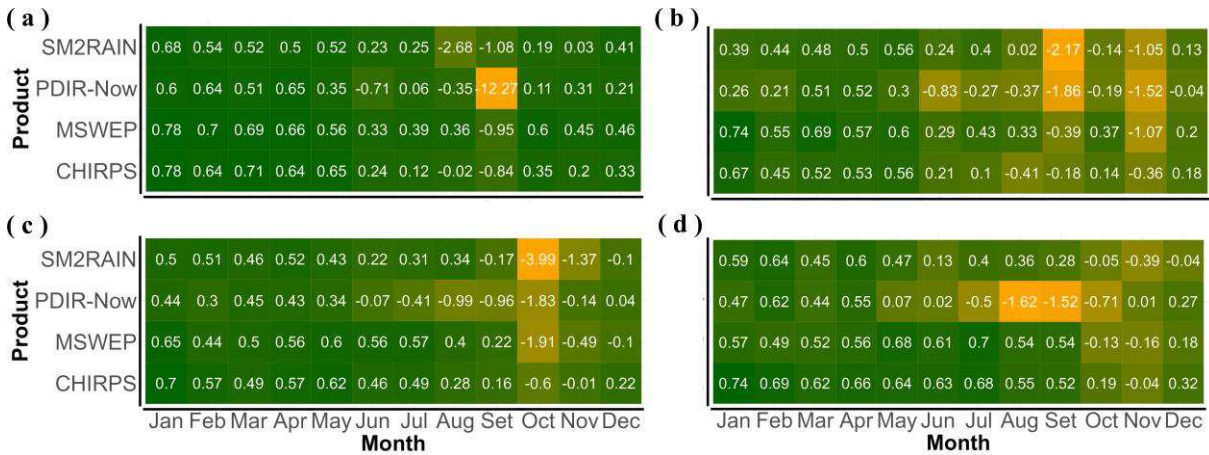 ( a )
SM2RAIN 0.68 0.54 0.52 0.5 0.52 0.23 0.25 -2.68 -1.08 0.19 0.03 0.41
PDIR-Now 0.6 0.64 0.51 0.65 0.35 -0.71 0.06 -0.35 -12.27 0.11 0.31 0.21
MSWEP 0.78 0.7 0.69 0.66 0.56 0.33 0.39 0.36 -0.95 0.6 0.45 0.46
CHIRPS 0.78 0.64 0.71 0.64 0.65 0.24 0.12 -0.02 -0.84 0.35 0.2 0.33
Product
( b )
0.39 0.44 0.48 0.5 0.56 0.24 0.4 0.02 -2.17 -0.14 -1.05 0.13
0.26 0.21 0.51 0.52 0.3 -0.83 -0.27 -0.37 -1.86 -0.19 -1.52 -0.04
0.74 0.55 0.69 0.57 0.6 0.29 0.43 0.33 -0.39 0.37 -1.07 0.2
0.67 0.45 0.52 0.53 0.56 0.21 0.1 -0.41 -0.18 0.14 -0.36 0.18
( c )
SM2RAIN 0.5 0.51 0.46 0.52 0.43 0.22 0.31 0.34 -0.17 -3.99 -1.37 -0.1
PDIR-Now 0.44 0.3 0.45 0.43 0.34 -0.07 -0.41 -0.99 -0.96 -1.83 -0.14 0.04
MSWEP 0.65 0.44 0.5 0.56 0.6 0.56 0.57 0.4 0.22 -1.91 -0.49 -0.1
CHIRPS 0.7 0.57 0.49 0.57 0.62 0.46 0.49 0.28 0.16 -0.6 -0.01 0.22
Product
Jan Feb Mar Apr May Jun Jul Aug Set Oct Nov Dec
Month
( d )
0.59 0.64 0.45 0.6 0.47 0.13 0.4 0.36 0.28 -0.05 -0.39 -0.04
0.47 0.62 0.44 0.55 0.07 0.02 -0.5 -1.62 -1.52 -0.71 0.01 0.27
0.57 0.49 0.52 0.56 0.68 0.61 0.7 0.54 0.54 -0.13 -0.16 0.18
0.74 0.69 0.62 0.66 0.64 0.63 0.68 0.55 0.52 0.19 -0.04 0.32
Jan Feb Mar Apr May Jun Jul Aug Set Oct Nov Dec
Month